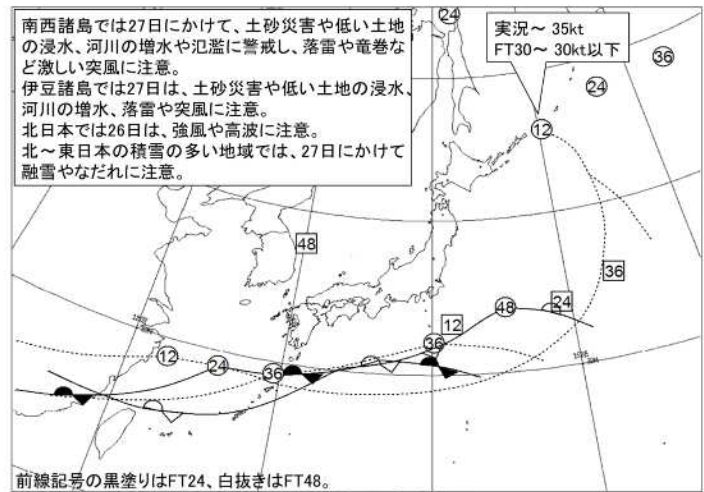 南西諸島では27日にかけて、土砂災害や低い土地
の浸水、河川の増水や氾濫に警戒し、落雷や竜巻な
ど激しい突風に注意。
伊豆諸島では27日は、土砂災害や低い土地の浸水、
河川の増水、落雷や突風に注意。
北日本では26日は、強風や高波に注意。
北～東日本の積雪の多い地域では、27日にかけて
融雪やなだれに注意。
実況～ 35kt
FT30～ 30kt以下
24
36
24
12
48
36
24
48
12
36
12
24
36
前線記号の黒塗りはFT24、白抜きはFT48。